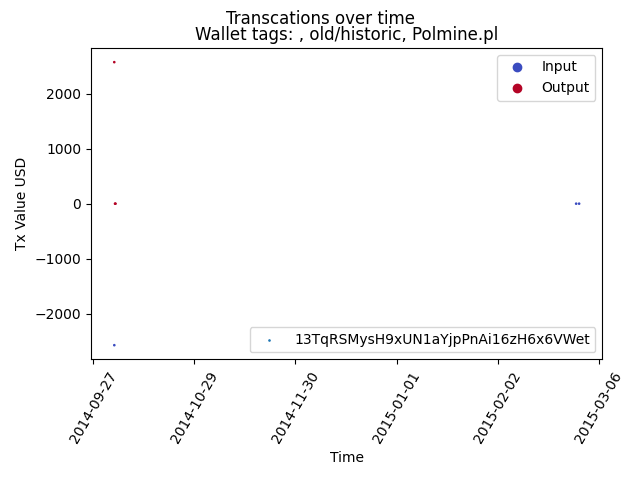 Transcations over time
Wallet tags: , old/historic, Polmine.pl
Input
Output
Tx Value USD
2000
1000
0
−1000
−2000
13TqRSMysH9xUN1aYjpPnAi16zH6x6VWet
2014-09-27
2014-10-29
2014-11-30
2015-01-01
2015-02-02
2015-03-06
Time